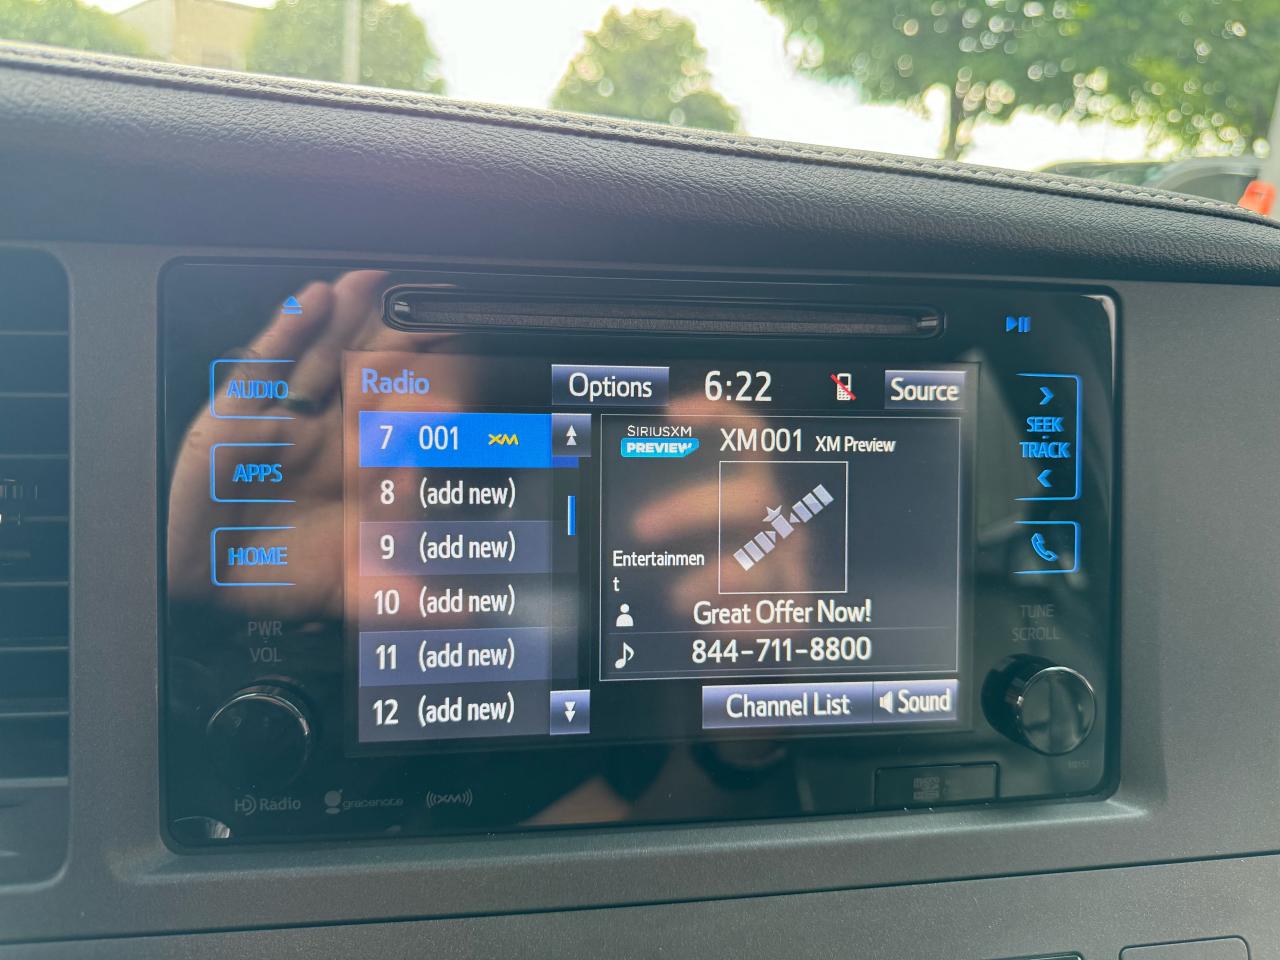 AUDIO
APPS
HOME
PWR
VOL
Radio
Options
6:22
Source
7 001 XM
8 (add new)
9 (add new)
10 (add new)
11 (add new)
12 (add new)
SIRIUSXM
PREVIEW
XM001 XM Preview
Entertainmen
t
Great Offer Now!
844-711-8800
Channel List
Sound
SEEK
TRACK
TUNE
SCROLL
HD Radio
gracenote
((XM))